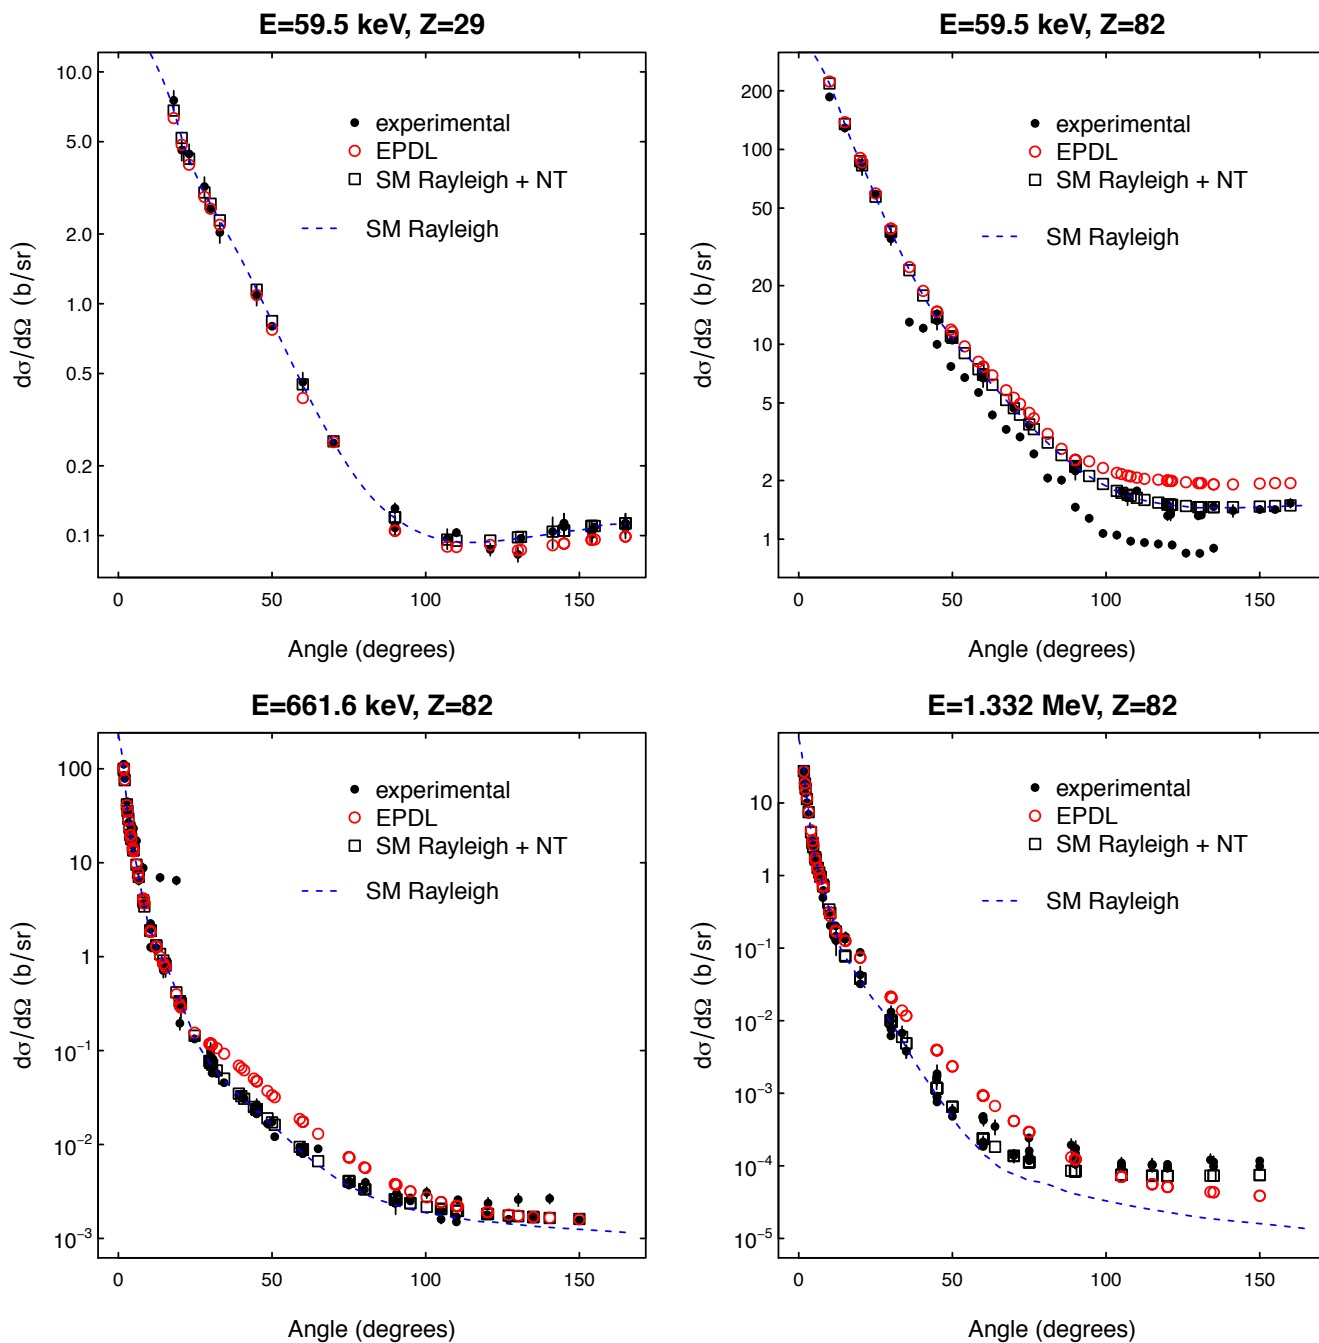 E=59.5 keV, Z=29
dσ/dΩ (b/sr)
10.0
5.0
2.0
1.0
0.5
0.2
0.1
experimental
EPDL
SM Rayleigh + NT
SM Rayleigh
0 50 100 150
Angle (degrees)
E=59.5 keV, Z=82
dσ/dΩ (b/sr)
200
100
50
20
10
5
2
1
experimental
EPDL
SM Rayleigh + NT
SM Rayleigh
0 50 100 150
Angle (degrees)
E=661.6 keV, Z=82
dσ/dΩ (b/sr)
100
10
1
10⁻¹
10⁻²
10⁻³
experimental
EPDL
SM Rayleigh + NT
SM Rayleigh
0 50 100 150
Angle (degrees)
E=1.332 MeV, Z=82
dσ/dΩ (b/sr)
10
1
10⁻¹
10⁻²
10⁻³
10⁻⁴
10⁻⁵
experimental
EPDL
SM Rayleigh + NT
SM Rayleigh
0 50 100 150
Angle (degrees)